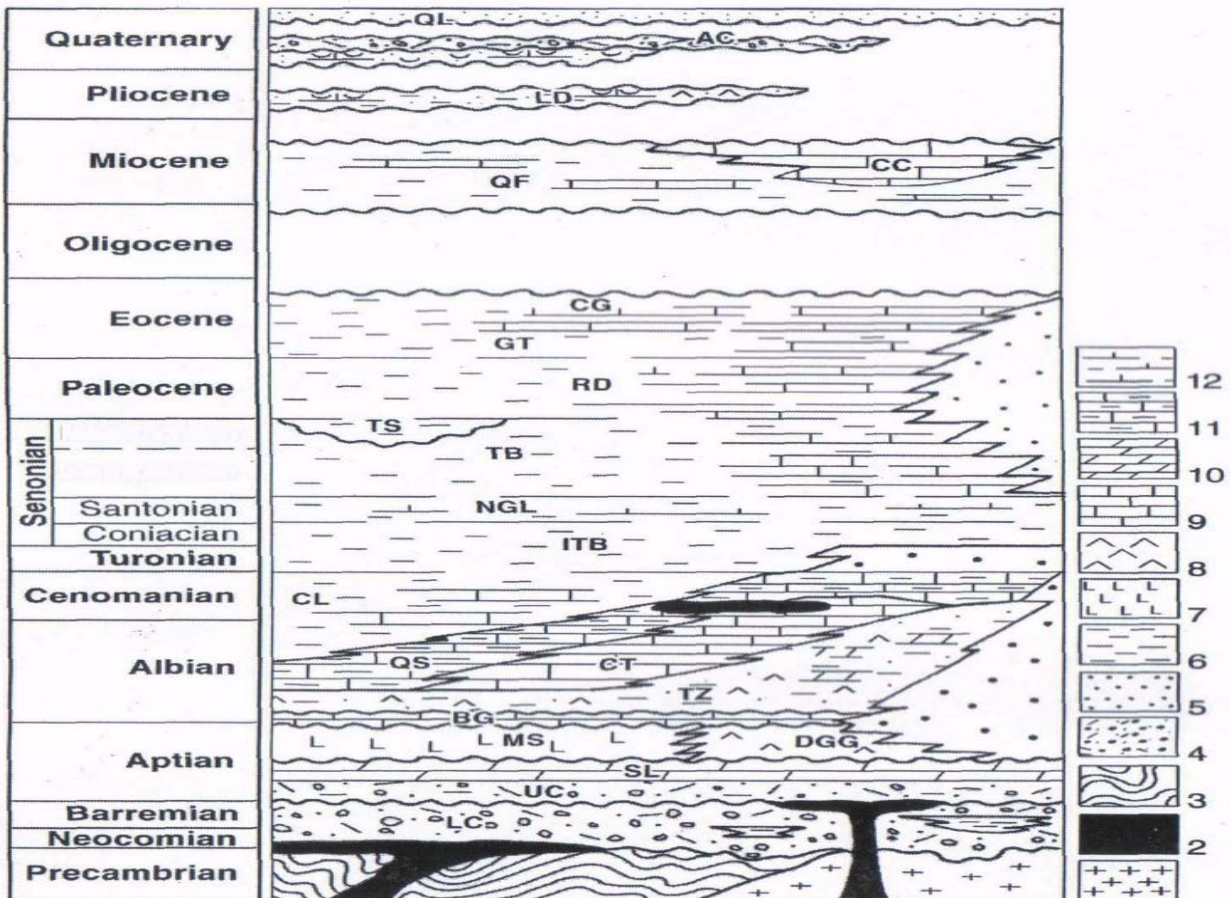 QL
Quaternary
AC
Pliocene
LD
Miocene
CC
QF
Oligocene
CG
Eocene
GT
Paleocene
RD
12
TS
11
Senonian
TB
10
Santonian
NGL
9
Coniacian
ITB
Turonian
8
Cenomanian
CL
7
6
Albian
QS
CT
TZ
5
BG
MS
DGG
4
Aptian
SL
UC
3
Barremian
LC
Neocomian
2
Precambrian